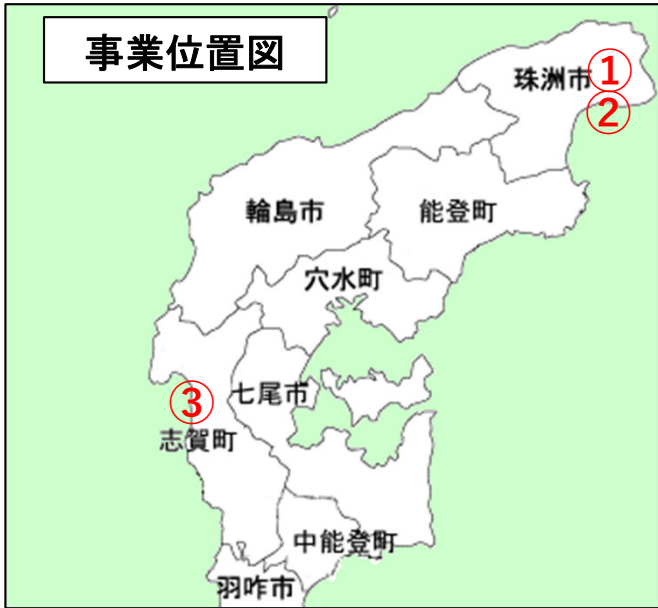 事業位置図
珠洲市①
②
輪島市
能登町
穴水町
七尾市
③
志賀町
中能登町
羽咋市